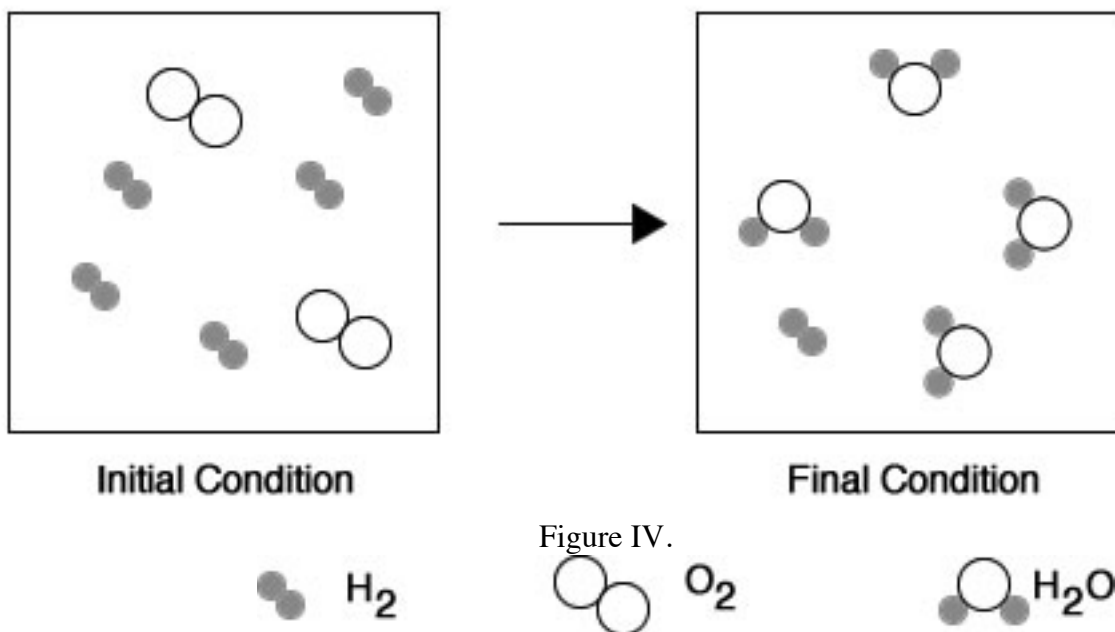 Initial Condition
Final Condition
Figure IV.
H2
O2
H2O